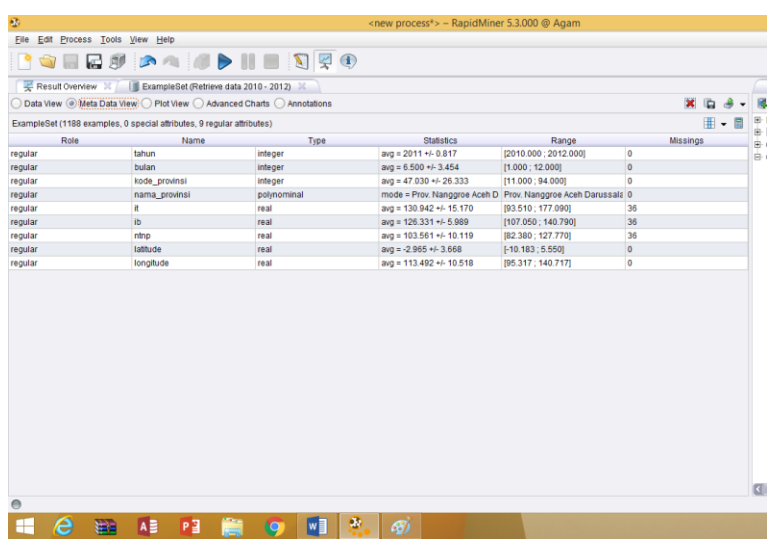 <new process*> – RapidMiner 5.3.000 @ Agam
File Edit Process Tools View Help
Result Overview ExampleSet (Retrieve data 2010 - 2012)
Data View Meta Data View Plot View Advanced Charts Annotations
ExampleSet (1188 examples, 0 special attributes, 9 regular attributes)
Role Name Type Statistics Range Missings
regular tahun integer avg = 2011 +/- 0.817 [2010.000 ; 2012.000] 0
regular bulan integer avg = 6.500 +/- 3.454 [1.000 ; 12.000] 0
regular kode_provinsi integer avg = 47.030 +/- 26.333 [11.000 ; 94.000] 0
regular nama_provinsi polynominal mode = Prov. Nanggroe Aceh D Prov. Nanggroe Aceh Darussala 0
regular it real avg = 130.942 +/- 15.170 [93.510 ; 177.090] 36
regular ib real avg = 126.331 +/- 5.989 [107.050 ; 140.790] 36
regular ntnp real avg = 103.561 +/- 10.119 [82.380 ; 127.770] 36
regular latitude real avg = -2.965 +/- 3.668 [-10.183 ; 5.550] 0
regular longitude real avg = 113.492 +/- 10.518 [95.317 ; 140.717] 0